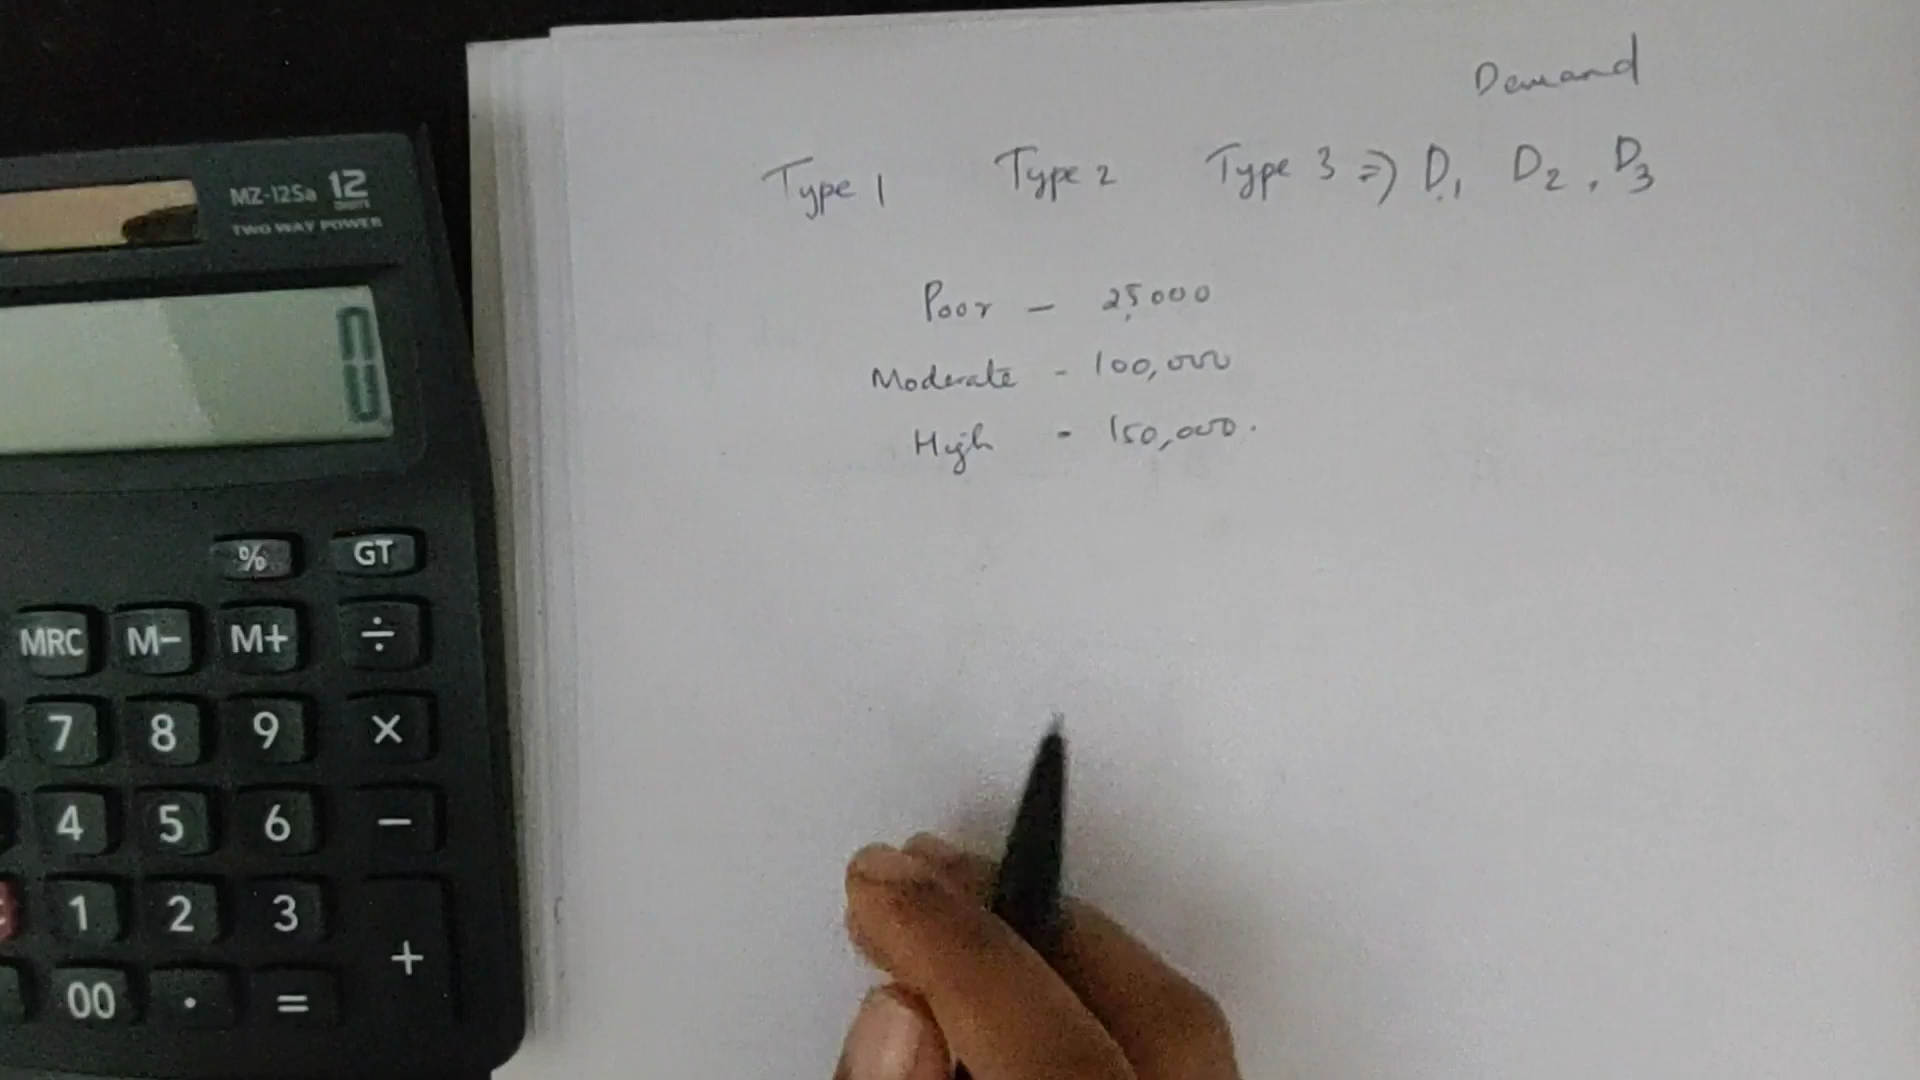 Demand
Type 1 Type 2 Type 3 ⇒ D1 D2, D3
Poor - 25,000
Moderate - 100,000
High - 150,000.
MZ-12Sa 12
TWO WAY POWER
0
% GT
MRC M− M+ ÷
7 8 9 ×
4 5 6 −
1 2 3 +
00 . =